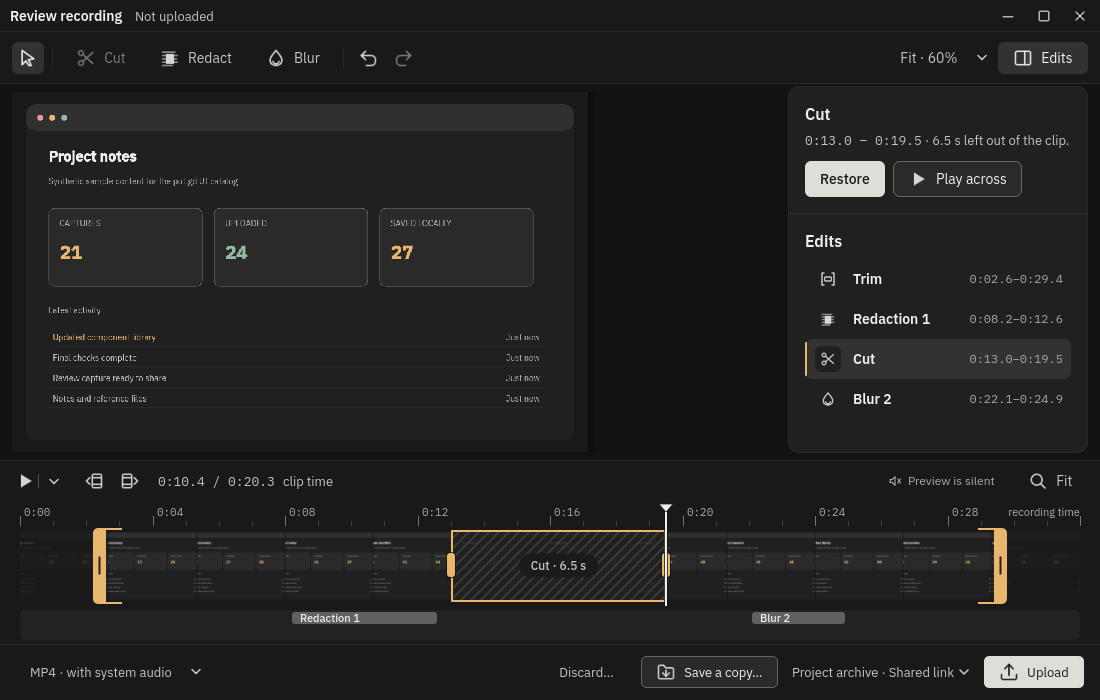 Review recording Not uploaded
Cut Redact Blur Fit · 60% Edits
Project notes
Synthetic sample content for the put.gd UI catalog
CAPTURES UPLOADED SAVED LOCALLY
21 24 27
Latest activity
Updated component library Just now
Final checks complete Just now
Review capture ready to share Just now
Notes and reference files Just now
Cut
0:13.0 – 0:19.5 · 6.5 s left out of the clip.
Restore Play across
Edits
Trim 0:02.6–0:29.4
Redaction 1 0:08.2–0:12.6
Cut 0:13.0–0:19.5
Blur 2 0:22.1–0:24.9
0:10.4 / 0:20.3 clip time Preview is silent Fit
0:00 0:04 0:08 0:12 0:16 0:20 0:24 0:28 recording time
Cut · 6.5 s
Redaction 1 Blur 2
MP4 · with system audio Discard... Save a copy... Project archive · Shared link Upload